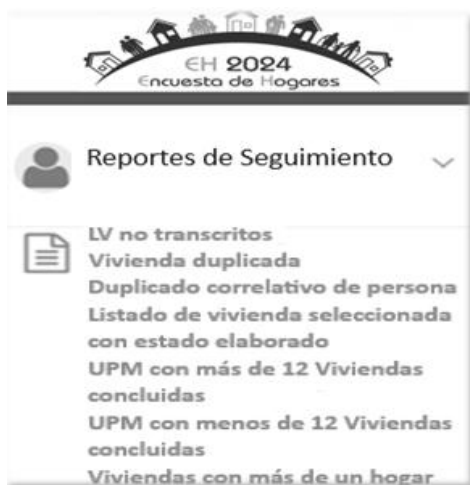 EH 2024
Encuesta de Hogares
Reportes de Seguimiento
LV no transcritos
Vivienda duplicada
Duplicado correlativo de persona
Listado de vivienda seleccionada
con estado elaborado
UPM con más de 12 Viviendas
concluidas
UPM con menos de 12 Viviendas
concluidas
Viviendas con más de un hogar